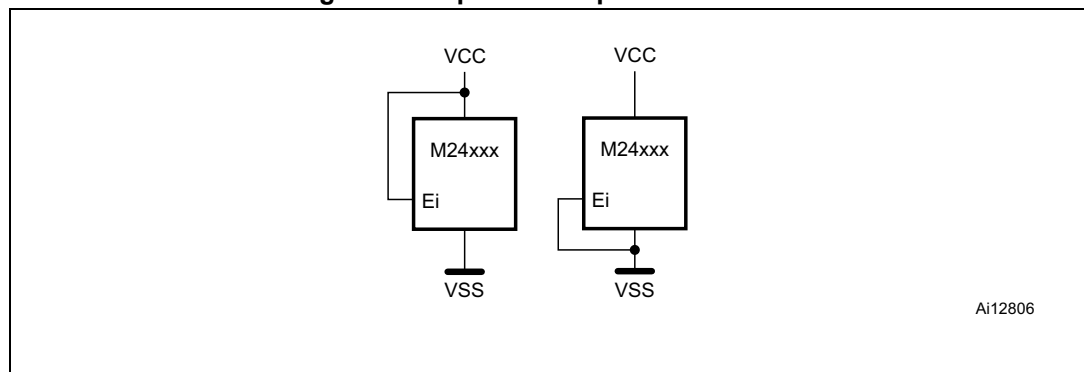 VCC VCC
M24xxx M24xxx
Ei Ei
VSS VSS
Ai12806